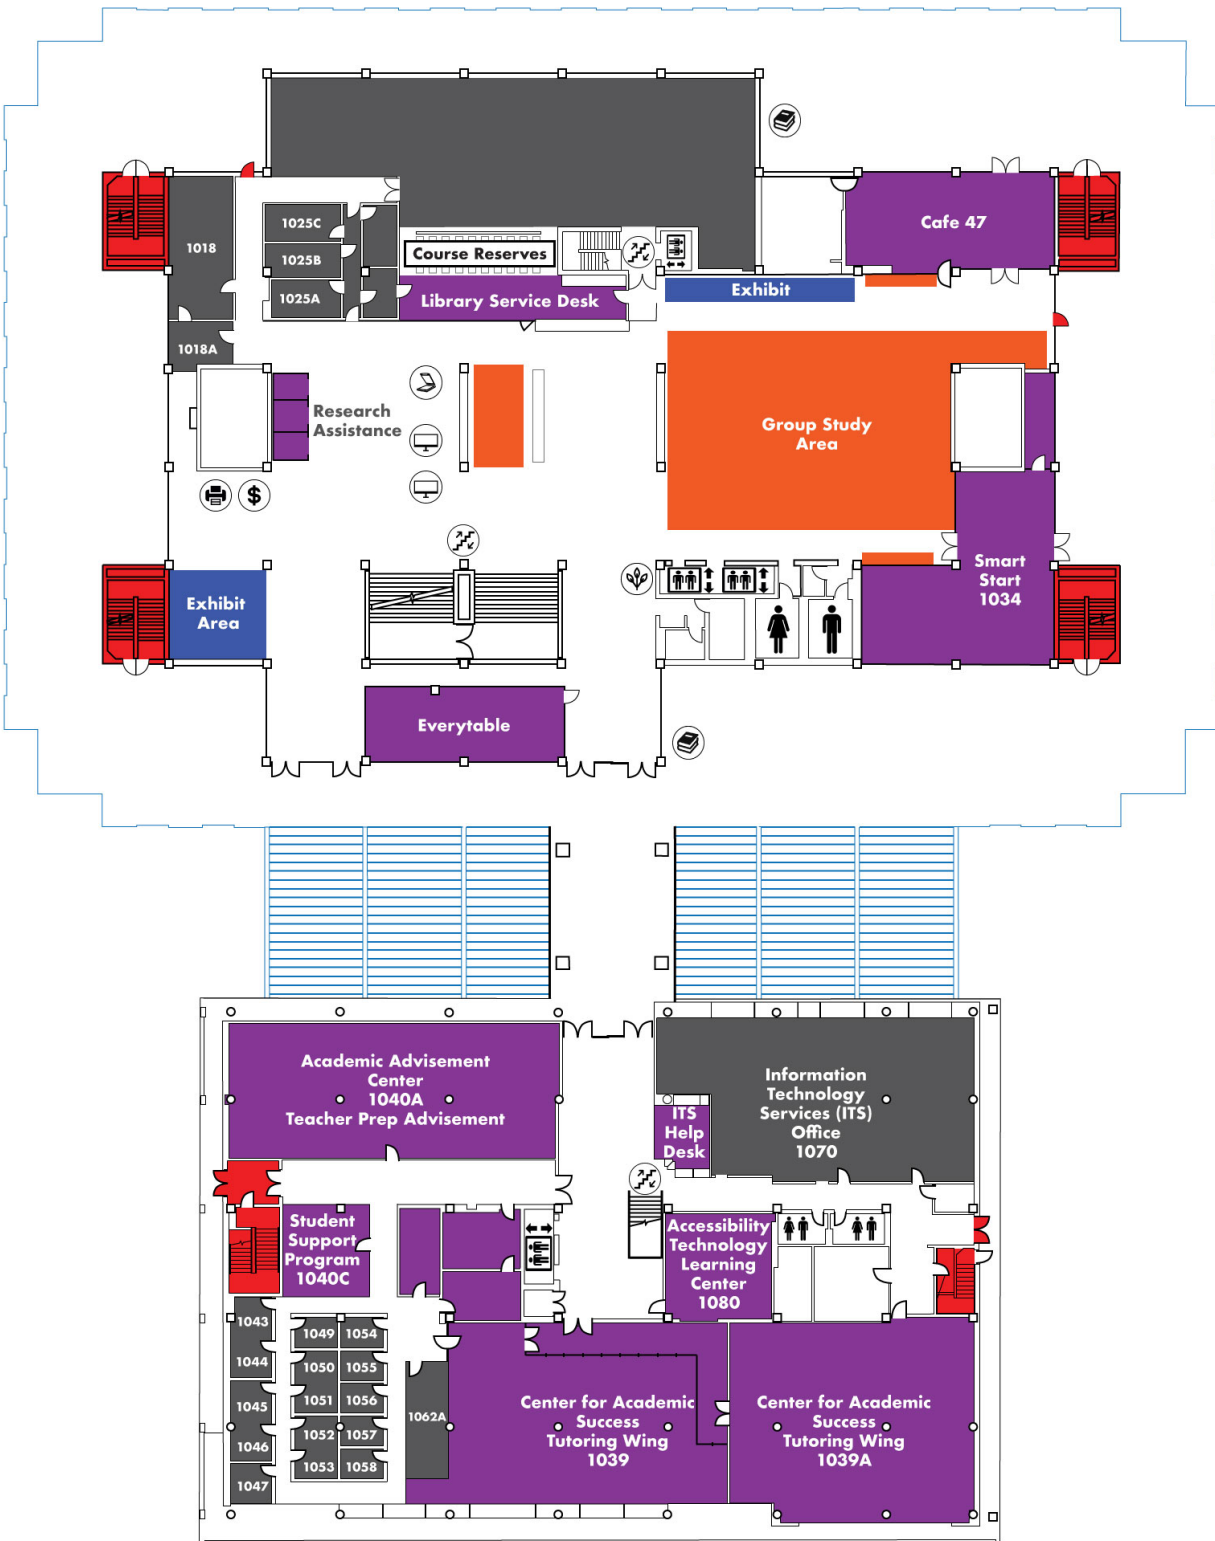 Cafe 47
1025C
1018
1025B
Course Reserves
1025A
Library Service Desk
Exhibit
1018A
Research
Assistance
Group Study
Area
$
Smart
Start
1034
Exhibit
Area
Everytable
Academic Advisement
Center
1040A
Teacher Prep Advisement
Information
Technology
Services (ITS)
Office
1070
ITS
Help
Desk
Student
Support
Program
1040C
Accessibility
Technology
Learning
Center
1080
1043
1049
1054
1044
1050
1055
1045
1051
1056
1046
1052
1057
1047
1053
1058
1062A
Center for Academic
Success
Tutoring Wing
1039
Center for Academic
Success
Tutoring Wing
1039A